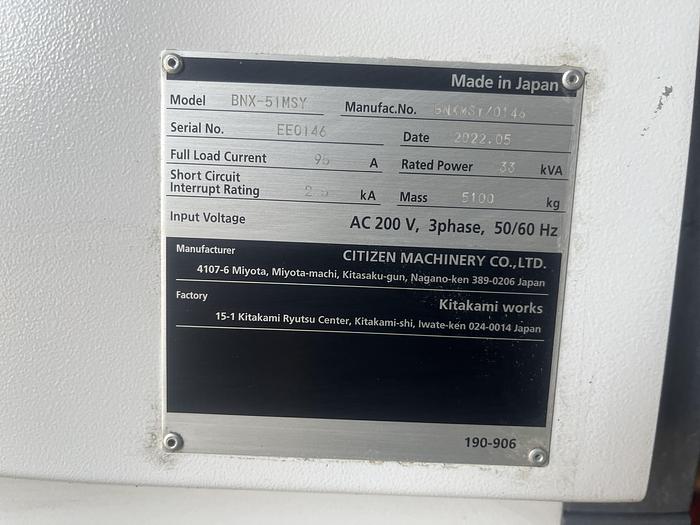 Made in Japan
Model BNX-51MSY Manufac.No.
Serial No. EE0146 Date 2022.05
Full Load Current 95 A Rated Power 33 kVA
Short Circuit
Interrupt Rating kA Mass 5100 kg
Input Voltage AC 200 V, 3phase, 50/60 Hz
Manufacturer CITIZEN MACHINERY CO.,LTD.
4107-6 Miyota, Miyota-machi, Kitasaku-gun, Nagano-ken 389-0206 Japan
Factory Kitakami works
15-1 Kitakami Ryutsu Center, Kitakami-shi, Iwate-ken 024-0014 Japan
190-906